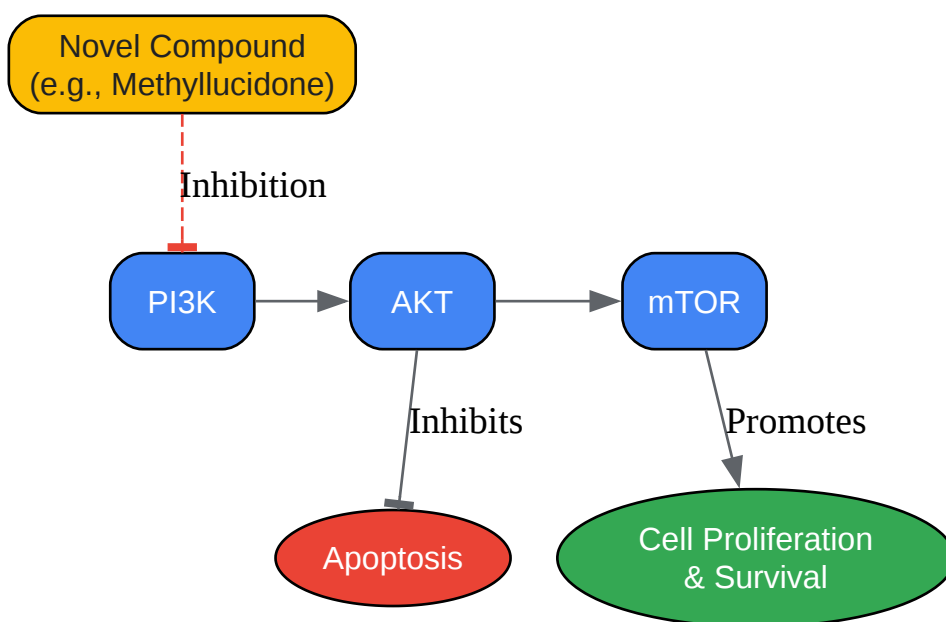 Novel Compound
(e.g., Methyllucidone)
Inhibition
PI3K
AKT
mTOR
Inhibits
Promotes
Apoptosis
Cell Proliferation
& Survival